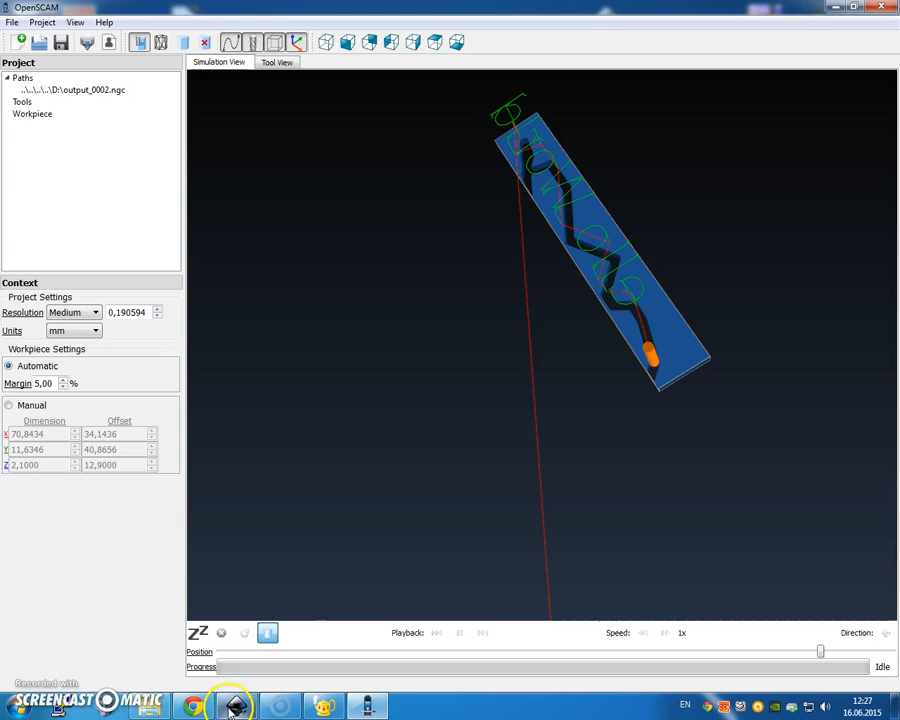 OpenSCAM
File Project View Help
Project
Simulation View Tool View
Paths
..\..\..\..\D:\output_0002.ngc
Tools
Workpiece
Context
Project Settings
Resolution Medium 0,190594
Units mm
Workpiece Settings
Automatic
Margin 5,00 %
Manual
Dimension Offset
X 70,8434 34,1436
Y 11,6346 40,8656
Z 2,1000 12,9000
Playback: Speed: 1x Direction:
Position
Progress Idle
Recorded with
SCREENCAST MATIC
EN 12:27
16.06.2015